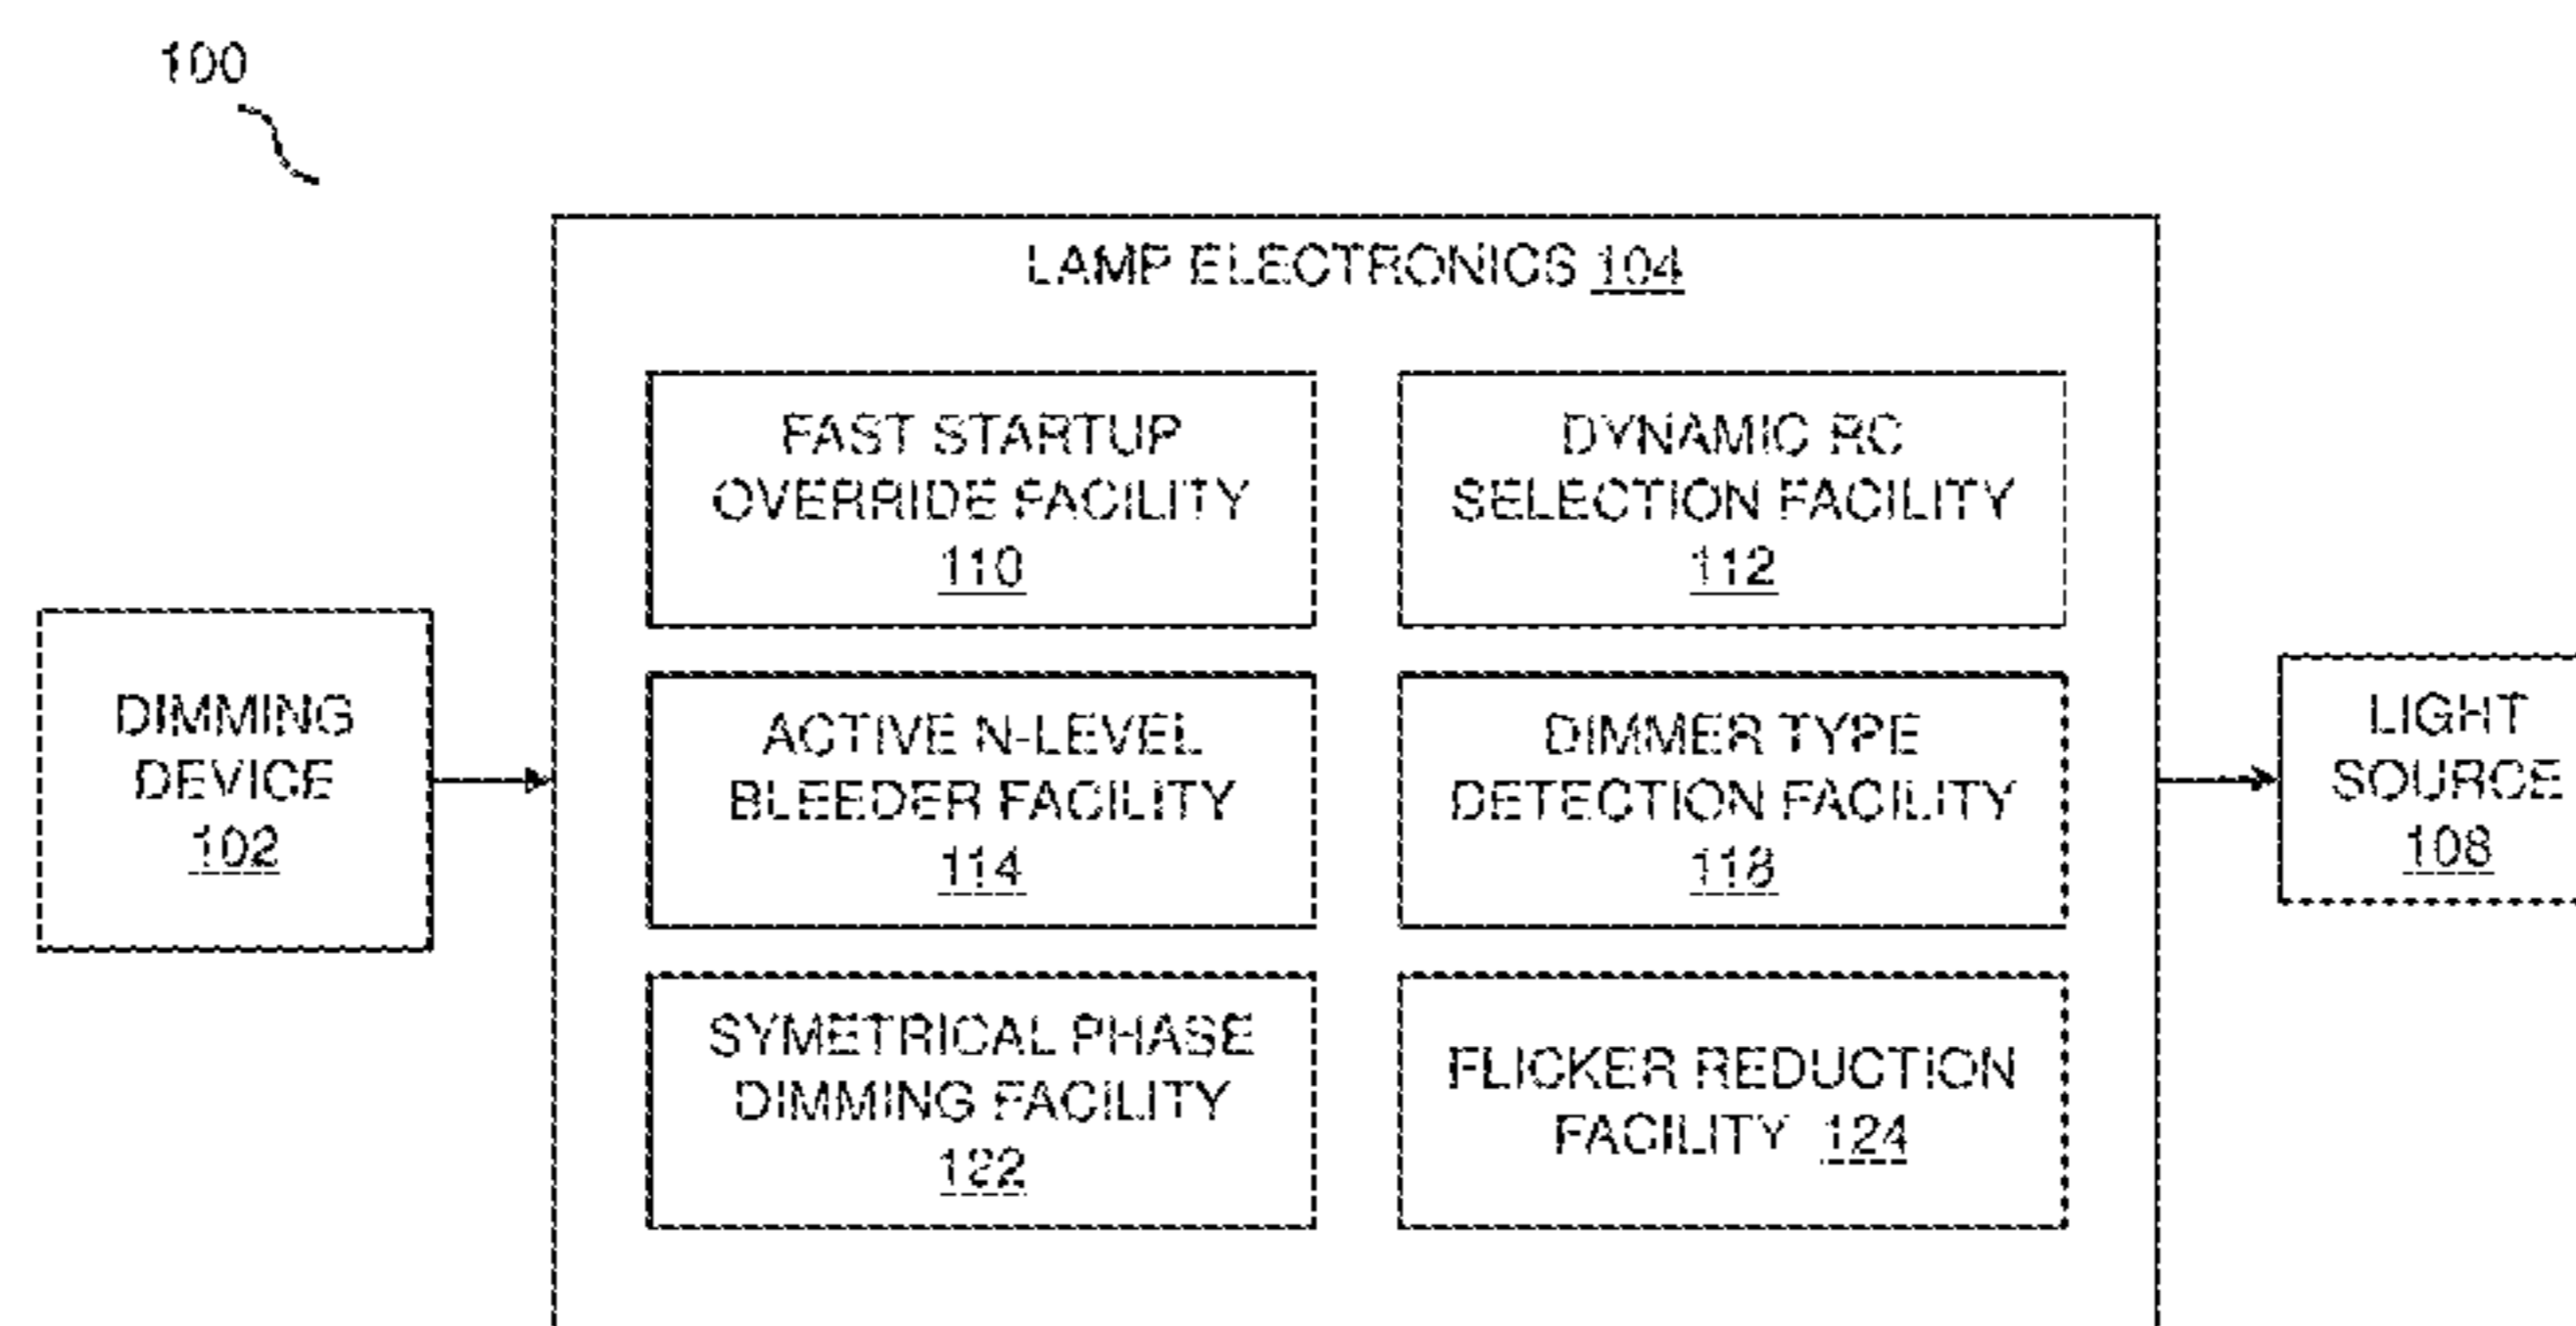 100
LAMP ELECTRONICS 104
FAST STARTUP
OVERRIDE FACILITY
110
DYNAMIC RC
SELECTION FACILITY
112
DIMMING
DEVICE
102
ACTIVE N-LEVEL
BLEEDER FACILITY
114
DIMMER TYPE
DETECTION FACILITY
118
LIGHT
SOURCE
108
SYMETRICAL PHASE
DIMMING FACILITY
122
FLICKER REDUCTION
FACILITY 124